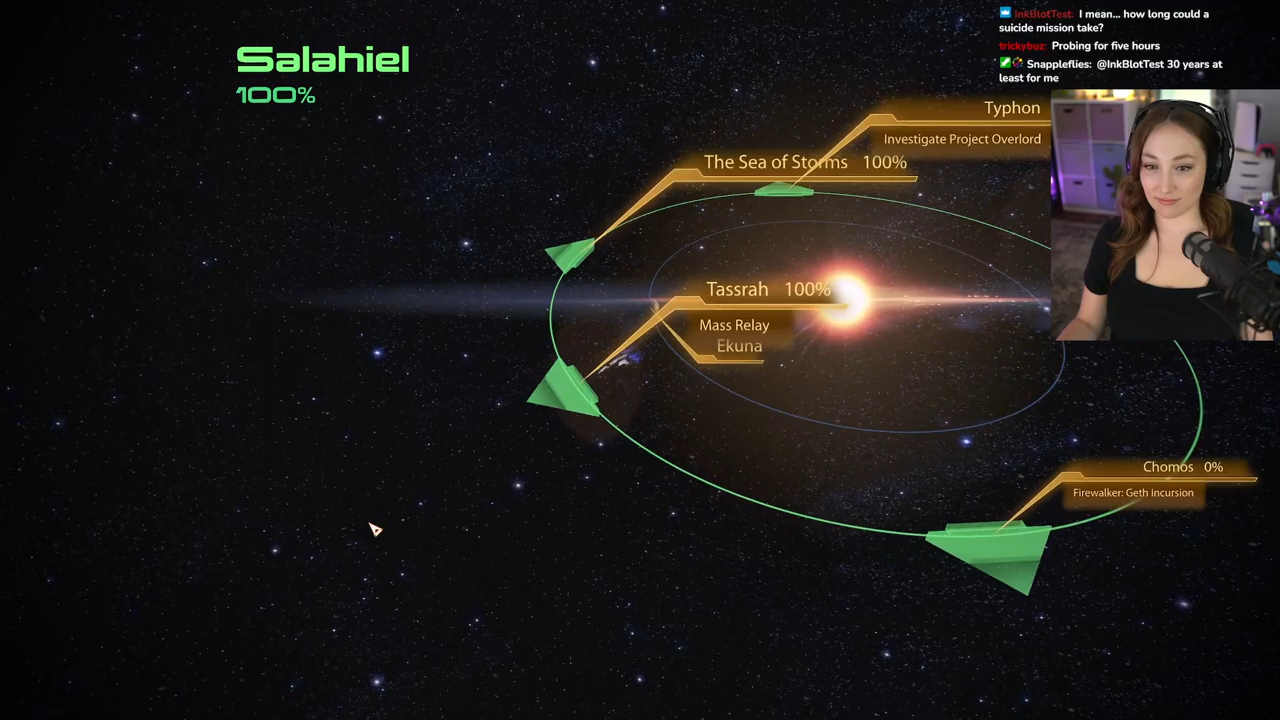 Salahiel
100%
InkBlotTest: I mean... how long could a
suicide mission take?
trickybuz: Probing for five hours
Snappleflies: @InkBlotTest 30 years at
least for me
Typhon
Investigate Project Overlord
The Sea of Storms 100%
Tassrah 100%
Mass Relay
Ekuna
Chomos 0%
Firewalker: Geth Incursion